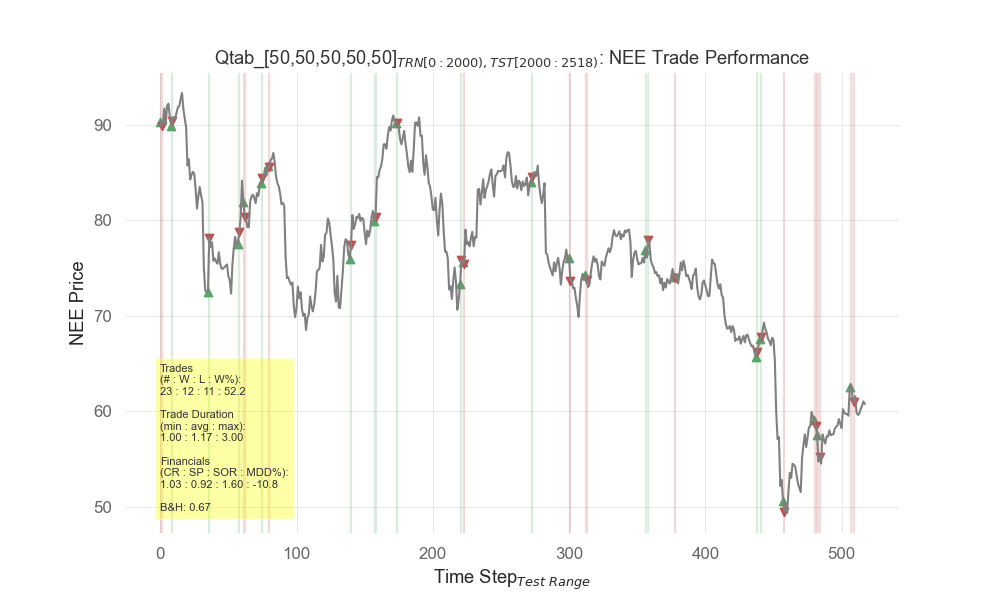 Qtab_[50,50,50,50,50]TRN[0 : 2000), TST[2000 : 2518): NEE Trade Performance
NEE Price
90
80
70
60
50
Trades
(# : W : L : W%):
23 : 12 : 11 : 52.2
Trade Duration
(min : avg : max):
1.00 : 1.17 : 3.00
Financials
(CR : SP : SOR : MDD%):
1.03 : 0.92 : 1.60 : -10.8
B&H: 0.67
0 100 200 300 400 500
Time StepTest Range